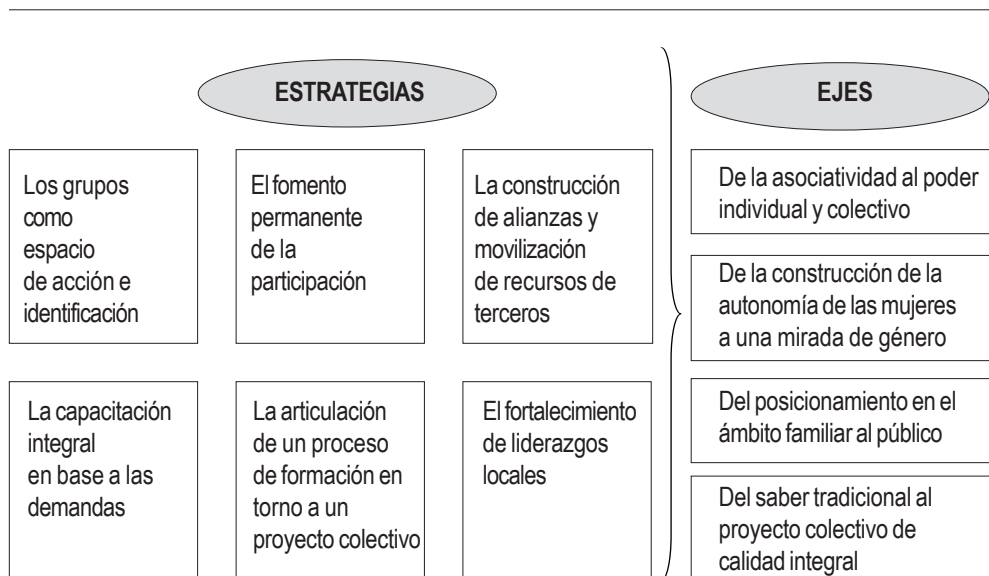 ESTRATEGIAS
Los grupos
como
espacio
de acción e
identificación
El fomento
permanente
de la
participación
La construcción
de alianzas y
movilización
de recursos de
terceros
La capacitación
integral
en base a las
demandas
La articulación
de un proceso
de formación en
torno a un
proyecto colectivo
El fortalecimiento
de liderazgos
locales
EJES
De la asociatividad al poder
individual y colectivo
De la construcción de la
autonomía de las mujeres
a una mirada de género
Del posicionamiento en el
ámbito familiar al público
Del saber tradicional al
proyecto colectivo de
calidad integral